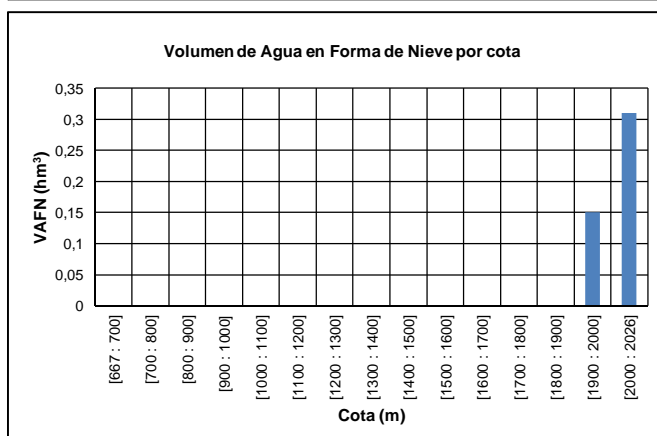 Volumen de Agua en Forma de Nieve por cota
VAFN (hm³)
0,35
0,3
0,25
0,2
0,15
0,1
0,05
0
[667 : 700]
[700 : 800]
[800 : 900]
[900 : 1000]
[1000 : 1100]
[1100 : 1200]
[1200 : 1300]
[1300 : 1400]
[1400 : 1500]
[1500 : 1600]
[1600 : 1700]
[1700 : 1800]
[1800 : 1900]
[1900 : 2000]
[2000 : 2026]
Cota (m)